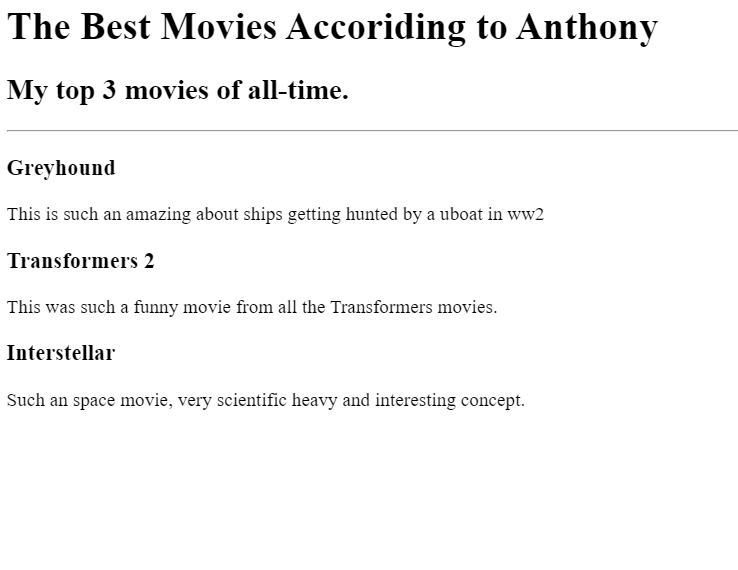 The Best Movies Accoriding to Anthony
My top 3 movies of all-time.
Greyhound
This is such an amazing about ships getting hunted by a uboat in ww2
Transformers 2
This was such a funny movie from all the Transformers movies.
Interstellar
Such an space movie, very scientific heavy and interesting concept.